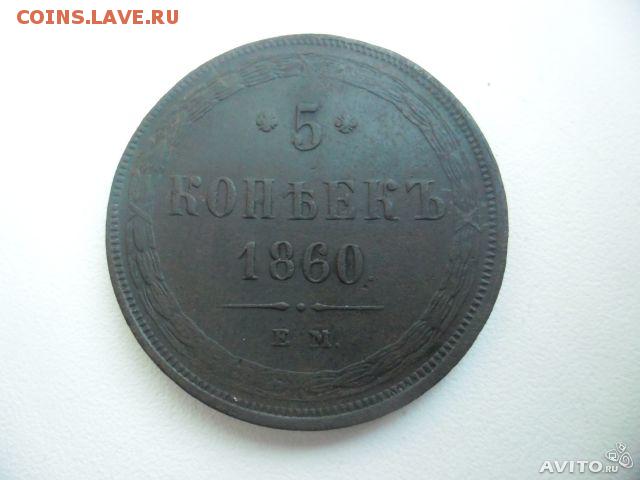 COINS.LAVE.RU
* 5 *
КОПѢЕКЪ
1860.
Е М.
AVITO.ru